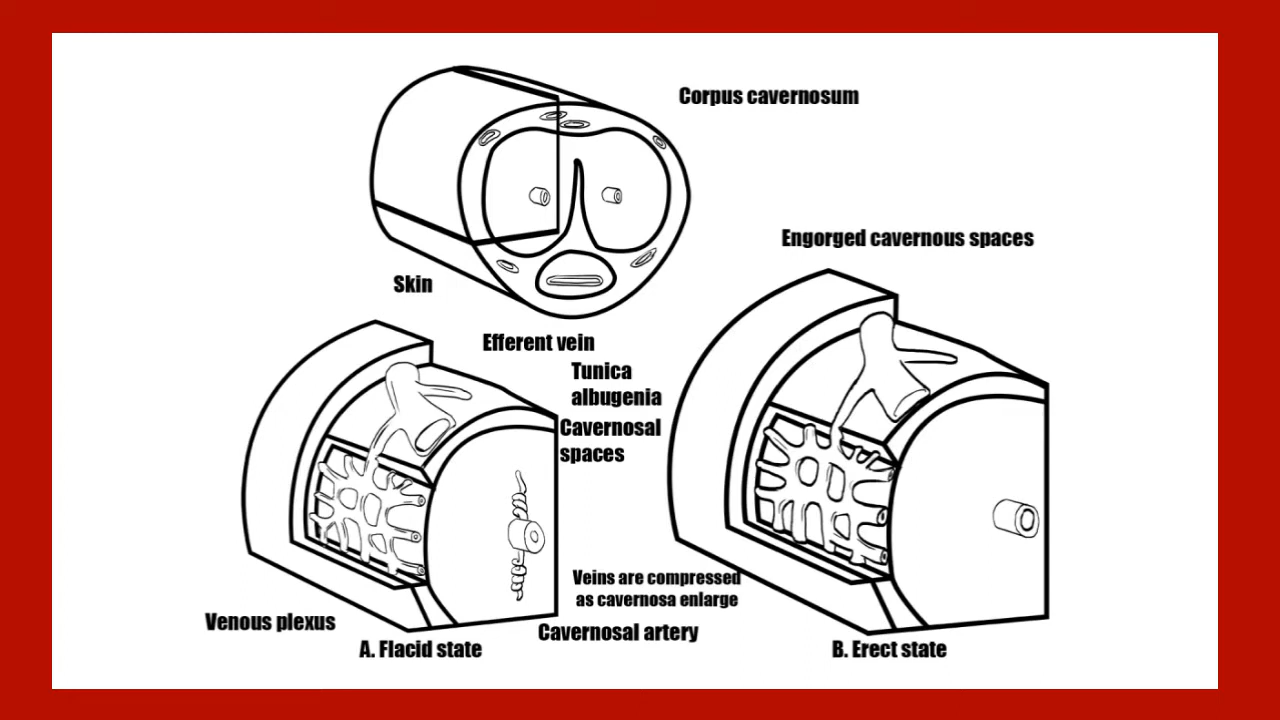 Corpus cavernosum
Engorged cavernous spaces
Skin
Efferent vein
Tunica
albugenia
Cavernosal
spaces
Veins are compressed
as cavernosa enlarge
Venous plexus
Cavernosal artery
A. Flacid state
B. Erect state